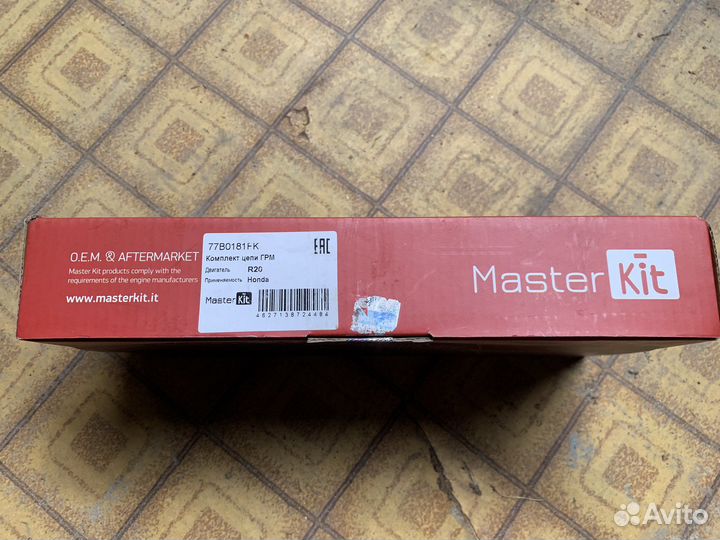 O.E.M. & AFTERMARKET
Master Kit products comply with the
requirements of the engine manufacturers
www.masterkit.it
77B0181FK
Комплект цепи ГРМ
Двигатель R20
Применяемость Honda
Master Kit
4627138724484
EAC
Master Kit
Avito